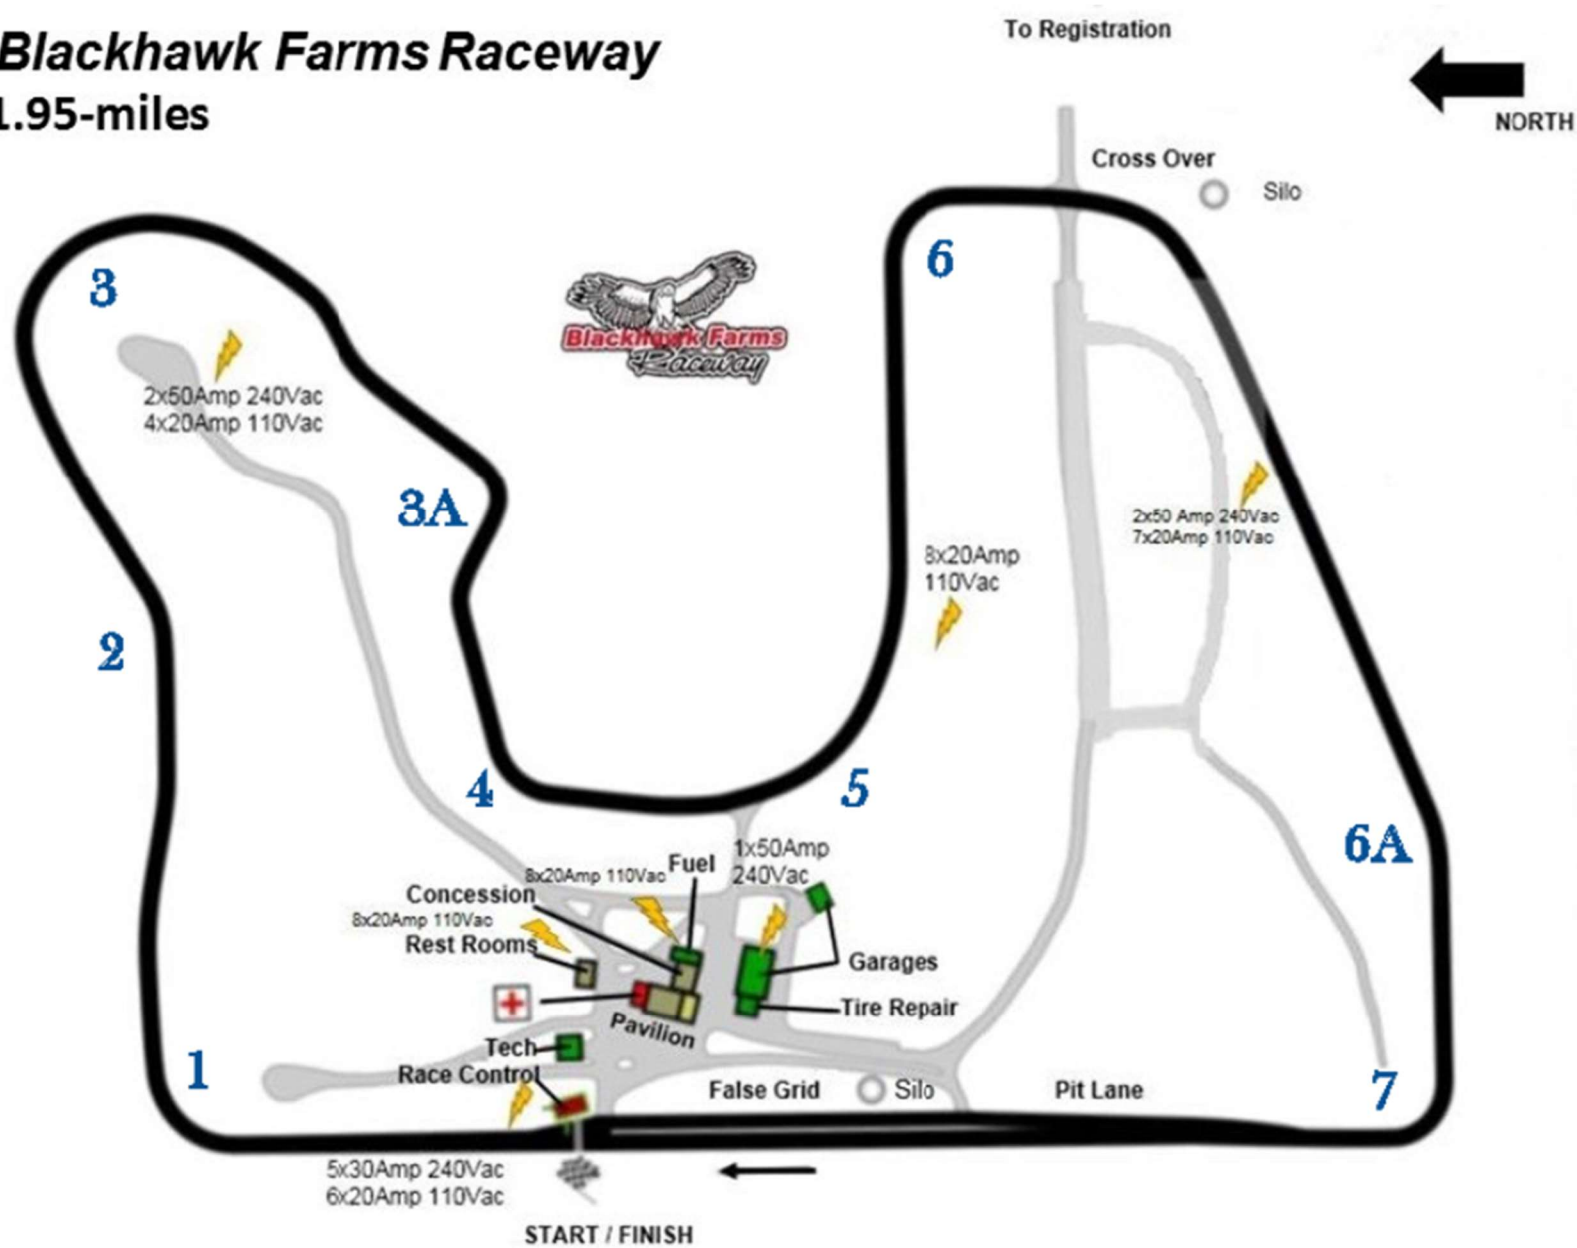 To Registration
Blackhawk Farms Raceway
1.95-miles
NORTH
Cross Over
Silo
6
3
Blackhawk Farms
Raceway
2x50Amp 240Vac
4x20Amp 110Vac
3A
2x50 Amp 240Vac
7x20Amp 110Vac
8x20Amp
110Vac
2
4
5
6A
1x50Amp
240Vac
Fuel
8x20Amp 110Vac
Concession
8x20Amp 110Vac
Rest Rooms
Garages
Tire Repair
Pavilion
Tech
Race Control
1
False Grid
Silo
Pit Lane
7
5x30Amp 240Vac
6x20Amp 110Vac
START / FINISH